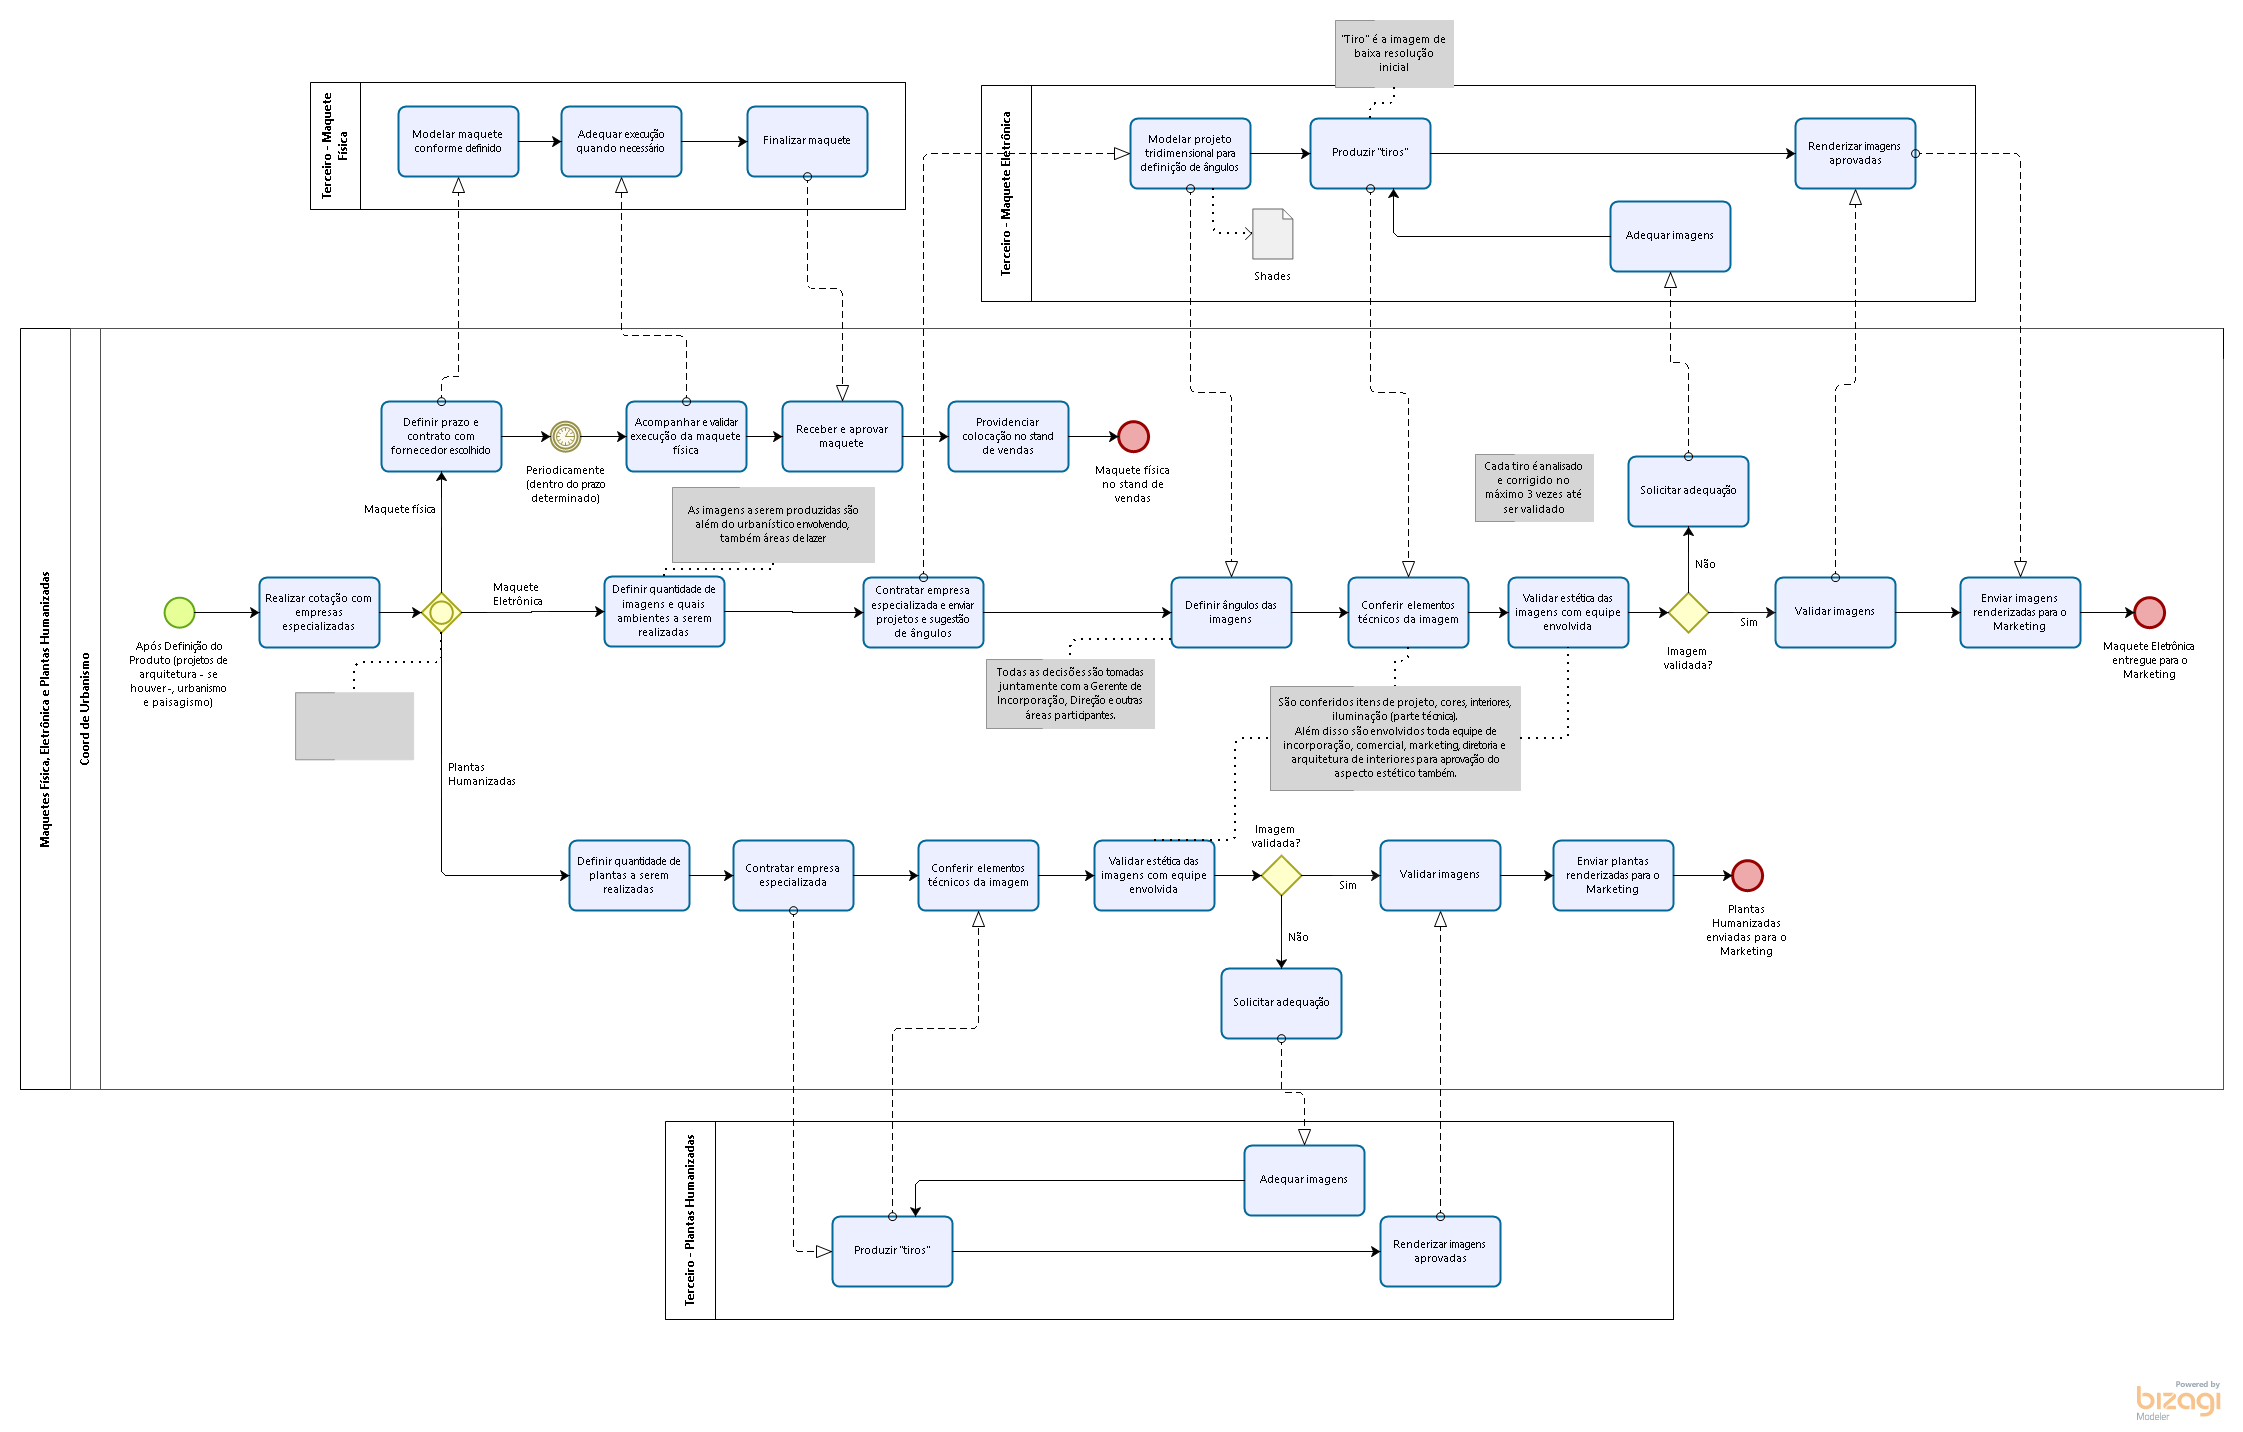 "Tiro" é a imagem de
baixa resolução
inicial
Terceiro - Maquete
Física
Modelar maquete
conforme definido
Adequar execução
quando necessário
Finalizar maquete
Terceiro - Maquete Eletrônica
Modelar projeto
tridimensional para
definição de ângulos
Produzir "tiros"
Renderizar imagens
aprovadas
Adequar imagens
Shades
Maquetes Física, Eletrônica e Plantas Humanizadas
Coord de Urbanismo
Definir prazo e
contrato com
fornecedor escolhido
Periodicamente
(dentro do prazo
determinado)
Acompanhar e validar
execução da maquete
física
Receber e aprovar
maquete
Providenciar
colocação no stand
de vendas
Maquete física
no stand de
vendas
Maquete física
As imagens a serem produzidas são
além do urbanístico envolvendo,
também áreas de lazer
Cada tiro é analisado
e corrigido no
máximo 3 vezes até
ser validado
Solicitar adequação
Não
Após Definição do
Produto (projetos de
arquitetura - se
houver -, urbanismo
e paisagismo)
Realizar cotação com
empresas
especializadas
Maquete
Eletrônica
Definir quantidade de
imagens e quais
ambientes a serem
realizadas
Contratar empresa
especializada e enviar
projetos e sugestão
de ângulos
Definir ângulos das
imagens
Conferir elementos
técnicos da imagem
Validar estética das
imagens com equipe
envolvida
Imagem
validada?
Sim
Validar imagens
Enviar imagens
renderizadas para o
Marketing
Maquete Eletrônica
entregue para o
Marketing
Todas as decisões são tomadas
juntamente com a Gerente de
Incorporação, Direção e outras
áreas participantes.
São conferidos itens de projeto, cores, interiores,
iluminação (parte técnica).
Além disso são envolvidos toda equipe de
incorporação, comercial, marketing, diretoria e
arquitetura de interiores para aprovação do
aspecto estético também.
Plantas
Humanizadas
Definir quantidade de
plantas a serem
realizadas
Contratar empresa
especializada
Conferir elementos
técnicos da imagem
Validar estética das
imagens com equipe
envolvida
Imagem
validada?
Sim
Validar imagens
Enviar plantas
renderizadas para o
Marketing
Plantas
Humanizadas
enviadas para o
Marketing
Não
Solicitar adequação
Terceiro - Plantas Humanizadas
Adequar imagens
Produzir "tiros"
Renderizar imagens
aprovadas
Powered by
bizagi
Modeler